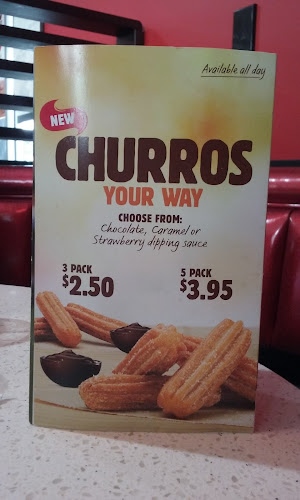 Available all day
NEW
CHURROS
YOUR WAY
CHOOSE FROM:
Chocolate, Caramel or
Strawberry dipping sauce
3 PACK
$2.50
5 PACK
$3.95